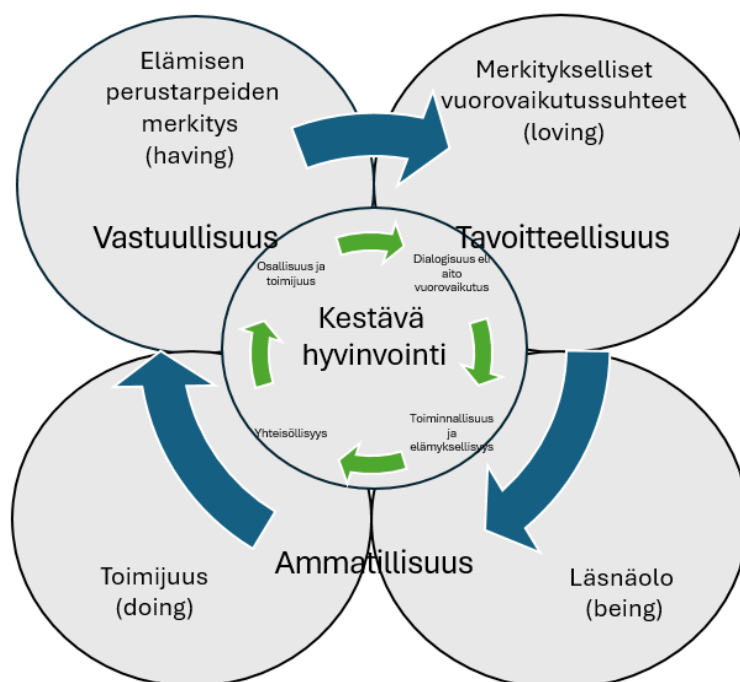 Elämisen
perustarpeiden
merkitys
(having)
Merkitykselliset
vuorovaikutussuhteet
(loving)
Vastuullisuus
Tavoitteellisuus
Osallisuus ja
toimijuus
Dialogisuus eli
aito
vuorovaikutus
Kestävä
hyvinvointi
Yhteisöllisyys
Toiminnallisuus
ja
elämyksellisyys
Ammatillisuus
Toimijuus
(doing)
Läsnäolo
(being)